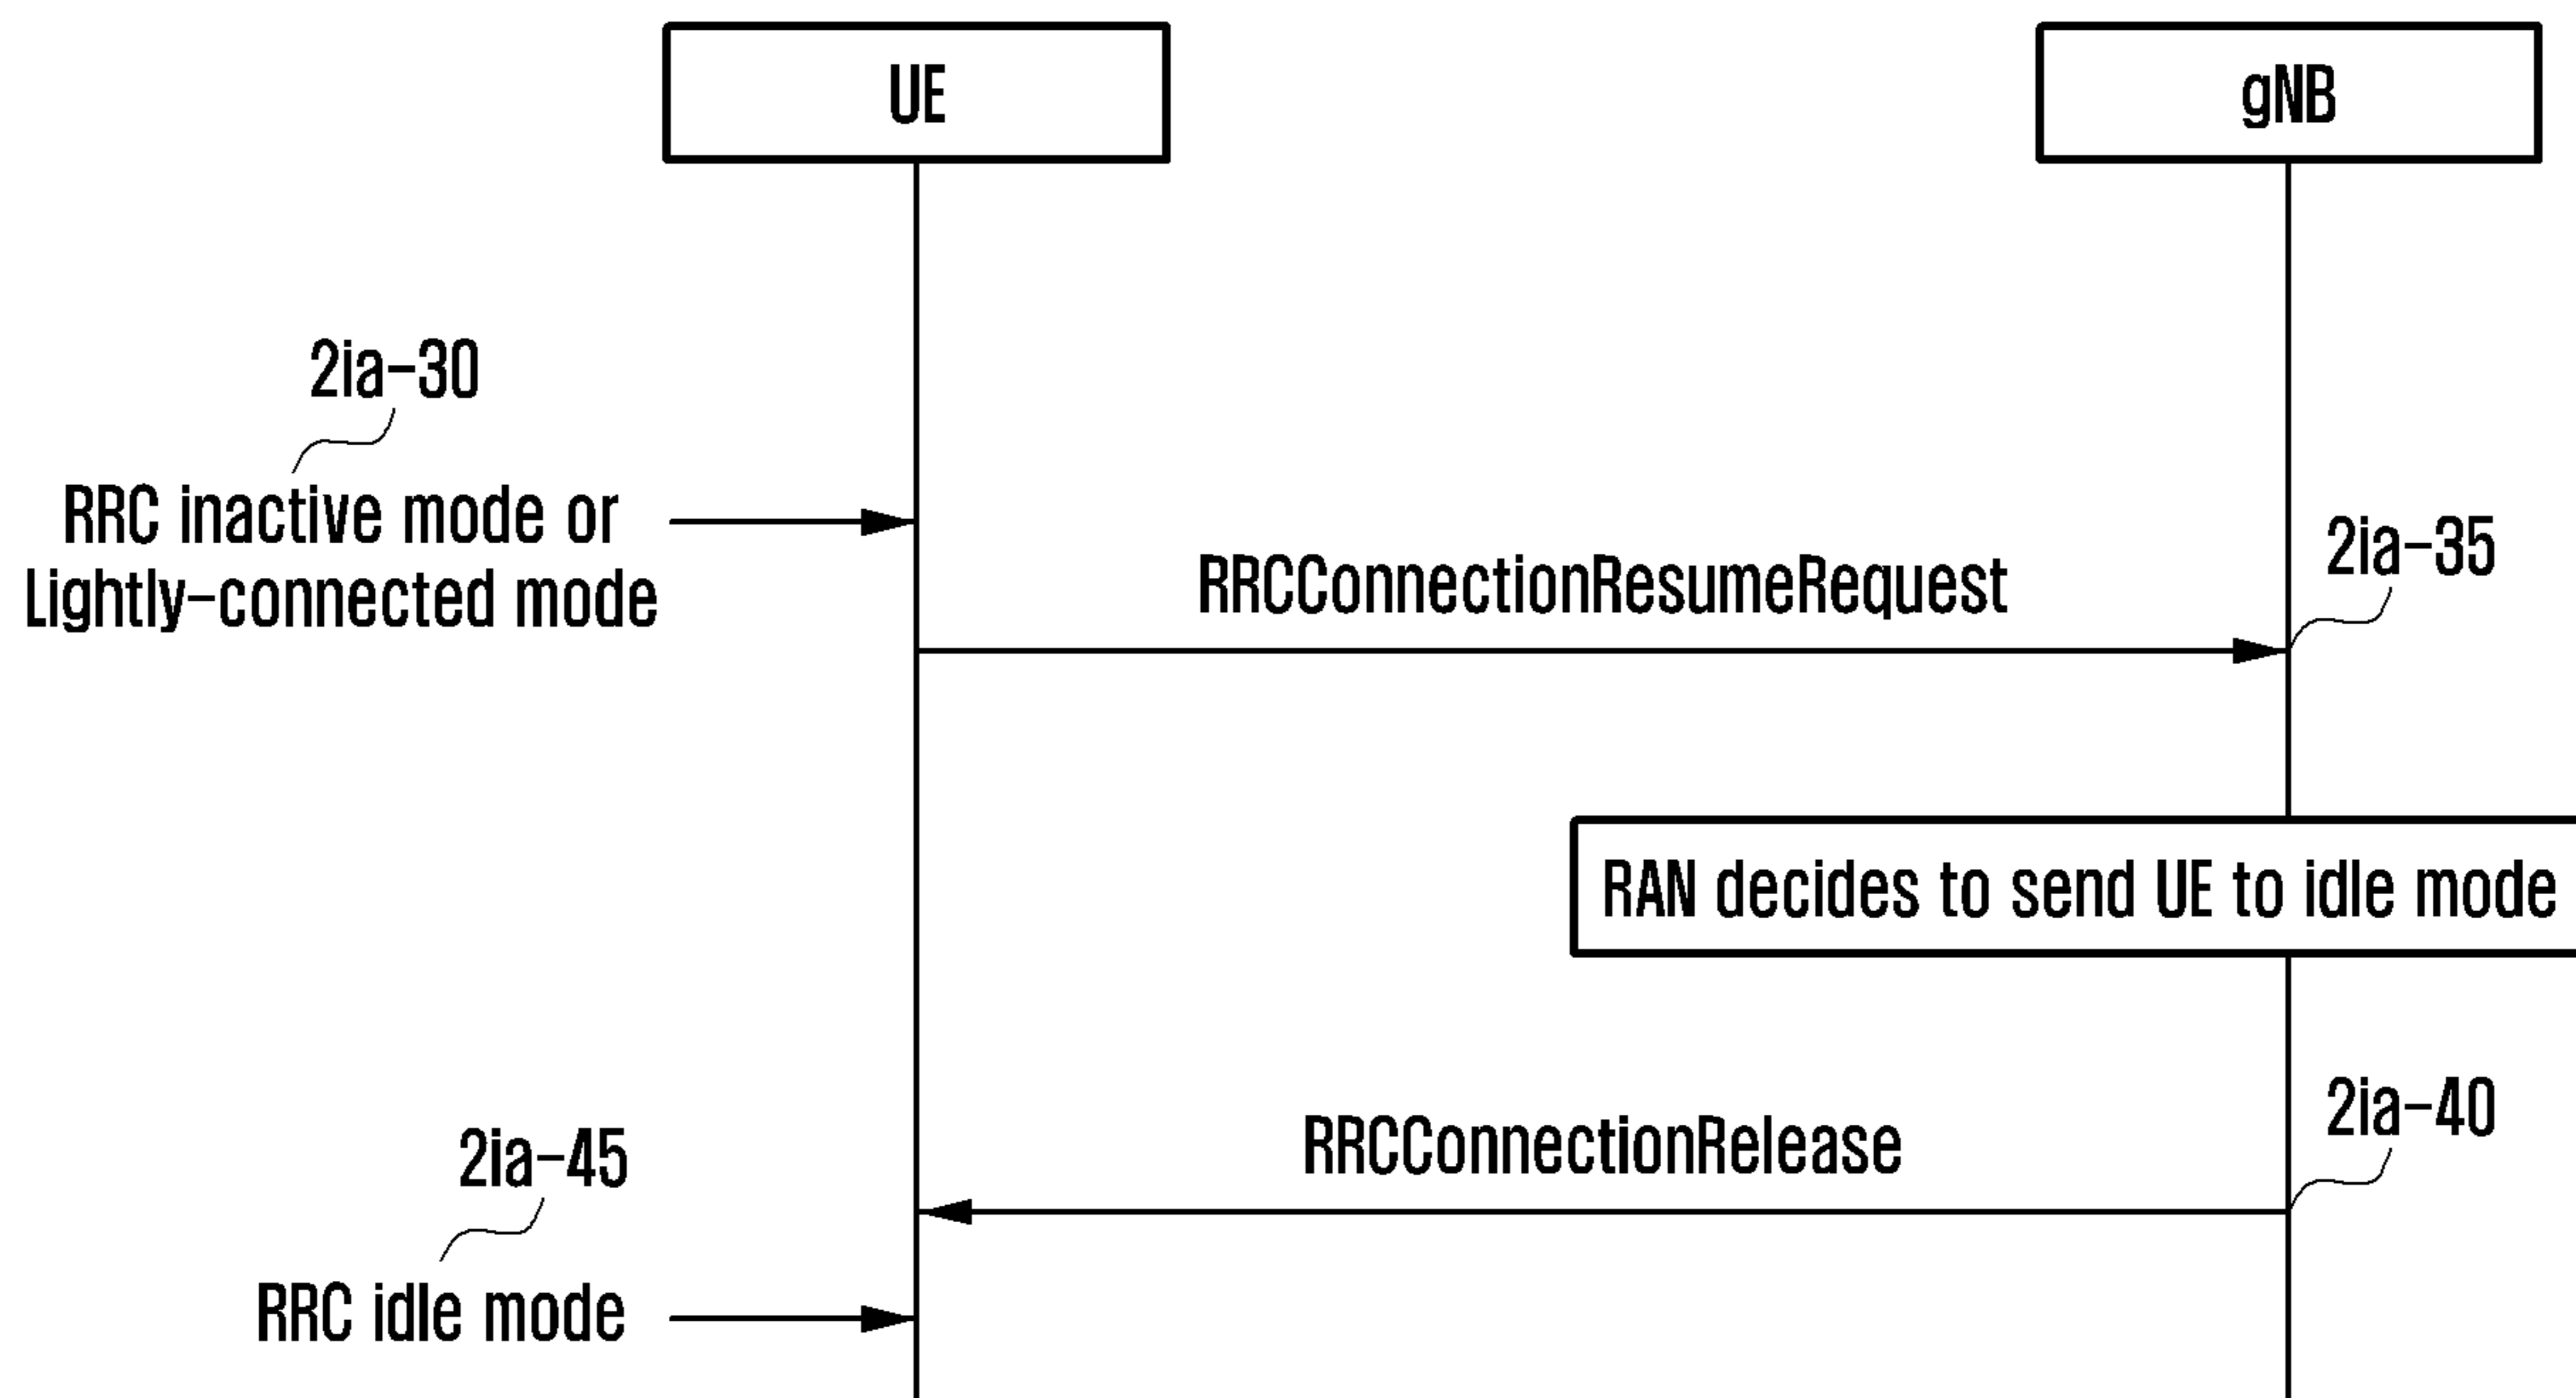 UE
gNB
2ia-30
RRC inactive mode or
Lightly-connected mode
2ia-35
RRCConnectionResumeRequest
RAN decides to send UE to idle mode
2ia-40
RRCConnectionRelease
2ia-45
RRC idle mode